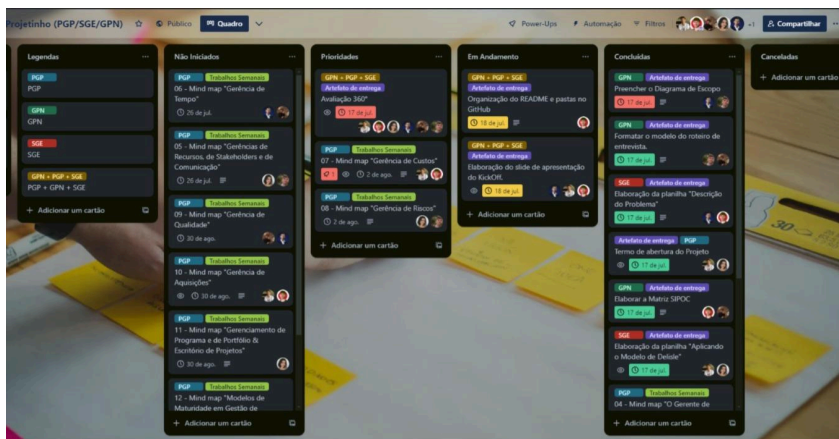 Projetinho (PGP/SGE/GPN)
Público
Quadro
Power-Ups
Automação
Filtros
+1
Compartilhar
Legendas
PGP
PGP
GPN
GPN
SGE
SGE
GPN + PGP + SGE
PGP + GPN + SGE
+ Adicionar um cartão
Não Iniciados
PGP Trabalhos Semanais
06 - Mind map "Gerência de
Tempo"
26 de jul.
PGP Trabalhos Semanais
05 - Mind map "Gerências de
Recursos, de Stakeholders e de
Comunicação"
26 de jul.
PGP Trabalhos Semanais
09 - Mind map "Gerência de
Qualidade"
30 de ago.
PGP Trabalhos Semanais
10 - Mind map "Gerência de
Aquisições"
30 de ago.
PGP Trabalhos Semanais
11 - Mind map "Gerenciamento de
Programa e de Portfólio &
Escritório de Projetos"
30 de ago.
PGP Trabalhos Semanais
12 - Mind map "Modelos de
Maturidade em Gestão de
+ Adicionar um cartão
Prioridades
GPN + PGP + SGE
Artefato de entrega
Avaliação 360°
17 de jul.
PGP Trabalhos Semanais
07 - Mind map "Gerência de Custos"
1 2 de ago.
PGP Trabalhos Semanais
08 - Mind map "Gerência de Riscos"
2 de ago.
+ Adicionar um cartão
Em Andamento
GPN + PGP + SGE
Artefato de entrega
Organização do README e pastas no
GitHub
18 de jul.
GPN + PGP + SGE
Artefato de entrega
Elaboração do slide de apresentação
do KickOff.
18 de jul.
+ Adicionar um cartão
Concluídas
GPN Artefato de entrega
Preencher o Diagrama de Escopo
17 de jul.
GPN Artefato de entrega
Formatar o modelo do roteiro de
entrevista.
17 de jul.
SGE Artefato de entrega
Elaboração da planilha "Descrição
do Problema"
17 de jul.
Artefato de entrega PGP
Termo de abertura do Projeto
17 de jul.
GPN Artefato de entrega
Elaborar a Matriz SIPOC
17 de jul.
SGE Artefato de entrega
Elaboração da planilha "Aplicando
o Modelo de Delisle"
17 de jul.
PGP Trabalhos Semanais
04 - Mind map "O Gerente de
+ Adicionar um cartão
Canceladas
+ Adicionar um cartão
30